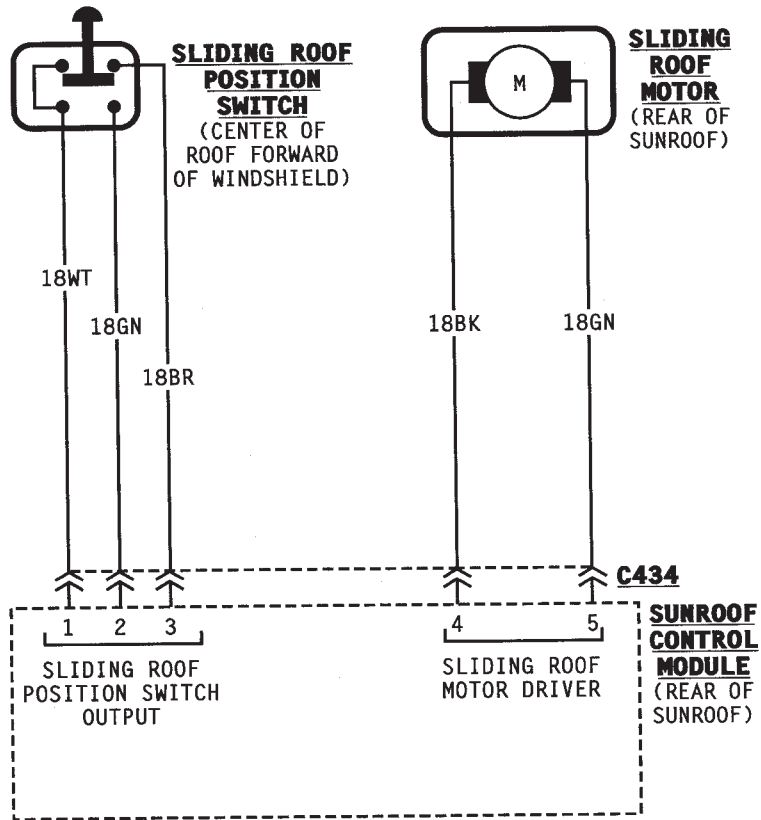 SLIDING ROOF
POSITION
SWITCH
(CENTER OF
ROOF FORWARD
OF WINDSHIELD)
M
SLIDING
ROOF
MOTOR
(REAR OF
SUNROOF)
18WT
18GN
18BR
18BK
18GN
C434
1 2 3
SLIDING ROOF
POSITION SWITCH
OUTPUT
4 5
SLIDING ROOF
MOTOR DRIVER
SUNROOF
CONTROL
MODULE
(REAR OF
SUNROOF)